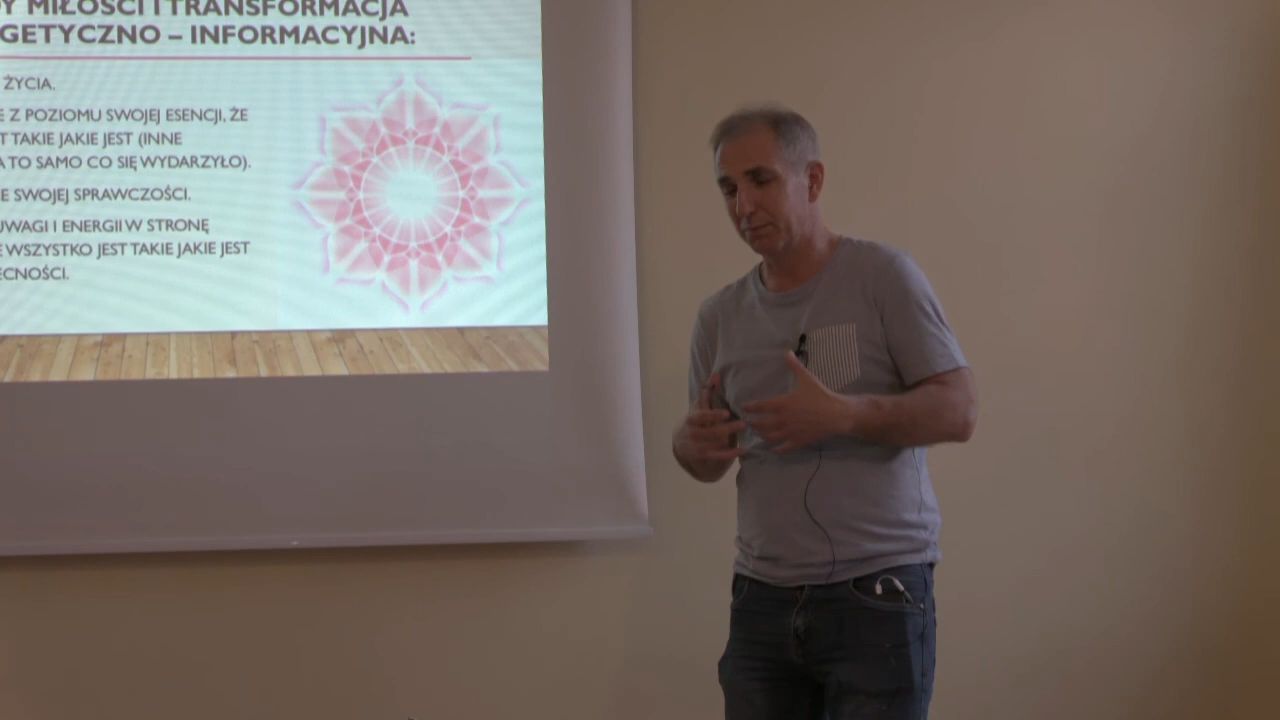 MIŁOŚCI I TRANSFORMACJA
GETYCZNO – INFORMACYJNA:
ŻYCIA.
Z POZIOMU SWOJEJ ESENCJI, ŻE
TAKIE JAKIE JEST (INNE
TO SAMO CO SIĘ WYDARZYŁO).
SWOJEJ SPRAWCZOŚCI.
UWAGI I ENERGII W STRONĘ
WSZYSTKO JEST TAKIE JAKIE JEST
ECNOŚCI.